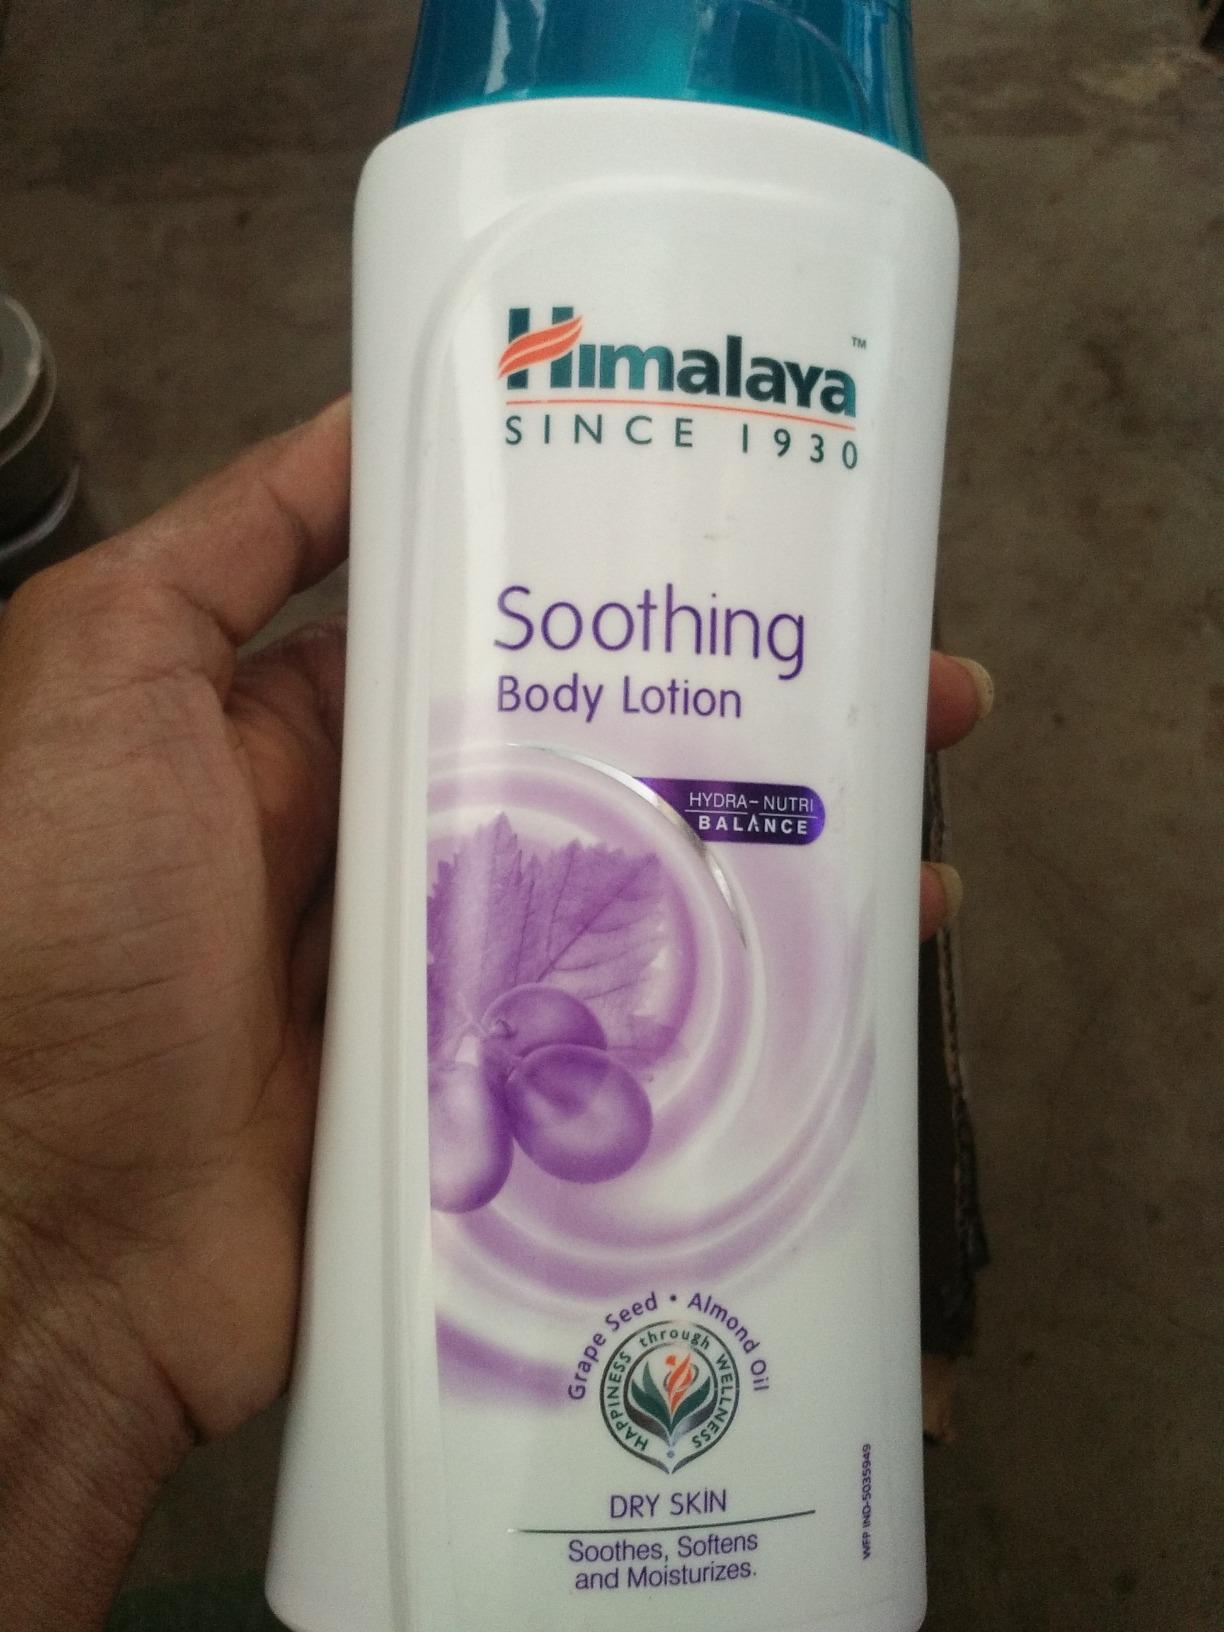 Himalaya™
SINCE 1930
Soothing
Body Lotion
HYDRA-NUTRI
BALANCE
Grape Seed • Almond Oil
HAPPINESS through WELLNESS
DRY SKIN
Soothes, Softens
and Moisturizes.
WFP IND-5035949